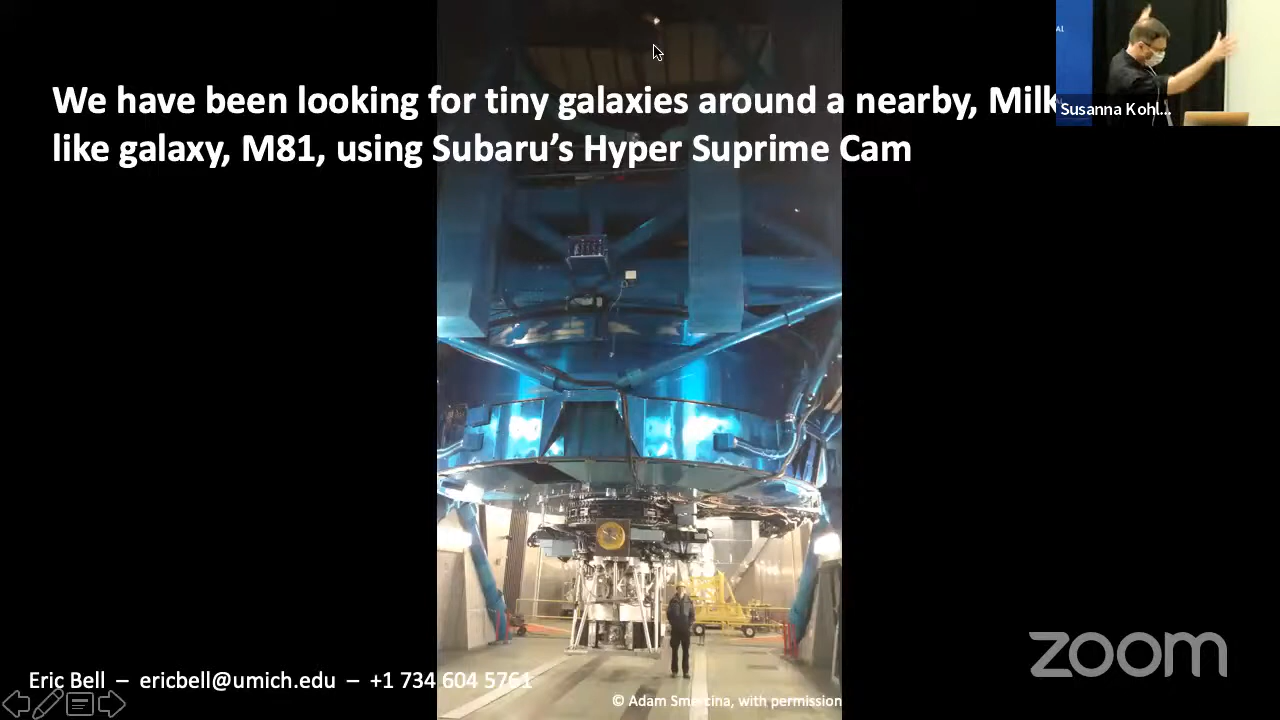 We have been looking for tiny galaxies around a nearby, Milk
like galaxy, M81, using Subaru's Hyper Suprime Cam
Susanna Kohl...
zoom
Eric Bell – ericbell@umich.edu – +1 734 604 5761
© Adam Smercina, with permission